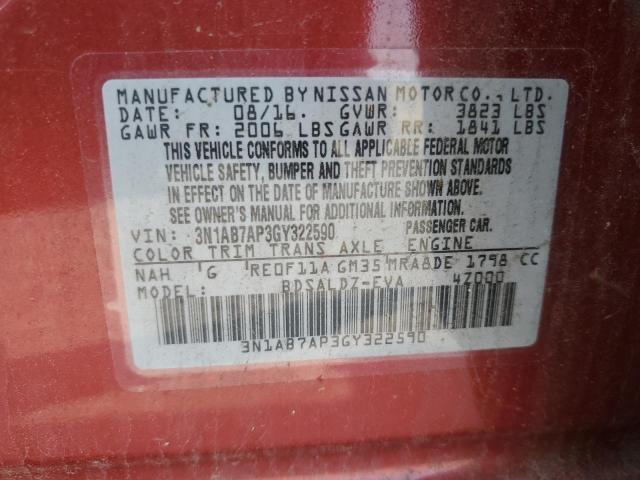 MANUFACTURED BY NISSAN MOTOR CO., LTD.
DATE: 08/16. GVWR: 3823 LBS
GAWR FR: 2006 LBS GAWR RR: 1841 LBS
THIS VEHICLE CONFORMS TO ALL APPLICABLE FEDERAL MOTOR
VEHICLE SAFETY, BUMPER AND THEFT PREVENTION STANDARDS
IN EFFECT ON THE DATE OF MANUFACTURE SHOWN ABOVE.
SEE OWNER'S MANUAL FOR ADDITIONAL INFORMATION.
VIN: 3N1AB7AP3GY322590 PASSENGER CAR.
COLOR TRIM TRANS AXLE ENGINE
NAH G RE0F11A GM35 MRA8DE 1798 CC
MODEL: BDSALDZ-EVA 4Z000
3N1AB7AP3GY322590